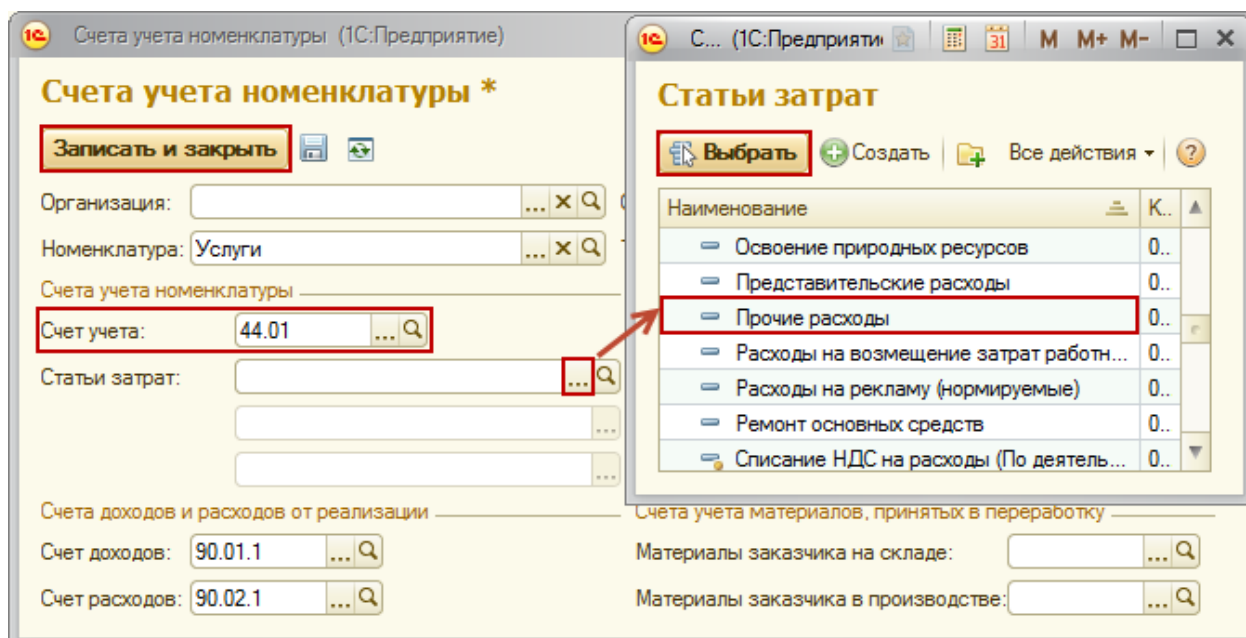 Счета учета номенклатуры (1С:Предприятие)
Счета учета номенклатуры *
Записать и закрыть
Организация:
Номенклатура: Услуги
Счета учета номенклатуры
Счет учета: 44.01
Статьи затрат:
Счета доходов и расходов от реализации
Счет доходов: 90.01.1
Счет расходов: 90.02.1
С... (1С:Предприяти
31 M M+ M-
Статьи затрат
Выбрать Создать Все действия
Наименование К..
Освоение природных ресурсов 0..
Представительские расходы 0..
Прочие расходы 0..
Расходы на возмещение затрат работн... 0..
Расходы на рекламу (нормируемые) 0..
Ремонт основных средств 0..
Списание НДС на расходы (По деятель... 0..
Счета учета материалов, принятых в переработку
Материалы заказчика на складе:
Материалы заказчика в производстве: